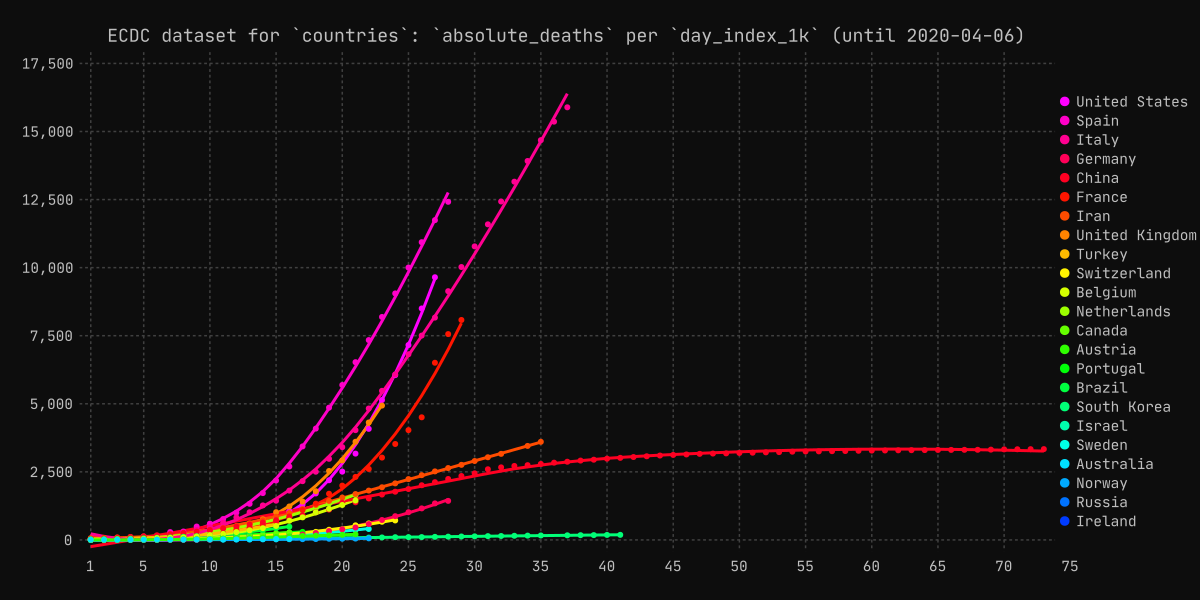 ECDC dataset for `countries`: `absolute_deaths` per `day_index_1k` (until 2020-04-06)
17,500
15,000
12,500
10,000
7,500
5,000
2,500
0
1 5 10 15 20 25 30 35 40 45 50 55 60 65 70 75
United States
Spain
Italy
Germany
China
France
Iran
United Kingdom
Turkey
Switzerland
Belgium
Netherlands
Canada
Austria
Portugal
Brazil
South Korea
Israel
Sweden
Australia
Norway
Russia
Ireland